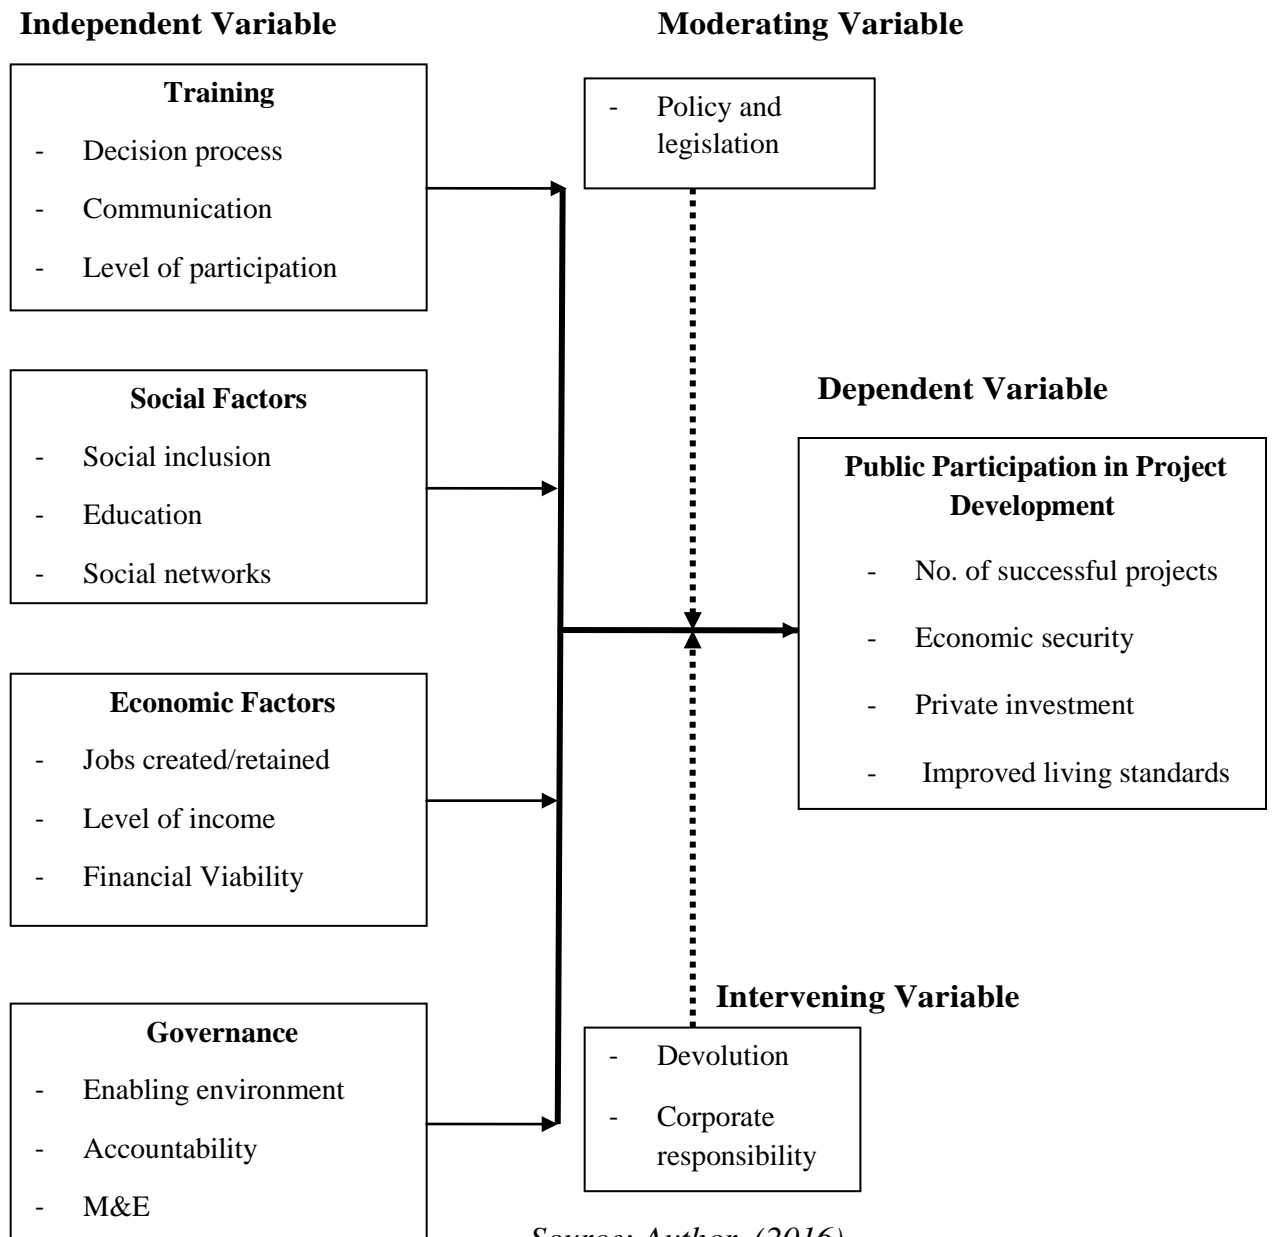 Independent Variable
Moderating Variable
Training
- Decision process
- Communication
- Level of participation
- Policy and
legislation
Social Factors
- Social inclusion
- Education
- Social networks
Dependent Variable
Public Participation in Project
Development
- No. of successful projects
- Economic security
- Private investment
- Improved living standards
Economic Factors
- Jobs created/retained
- Level of income
- Financial Viability
Intervening Variable
- Devolution
- Corporate
responsibility
Governance
- Enabling environment
- Accountability
- M&E
Source: Author, (2016)